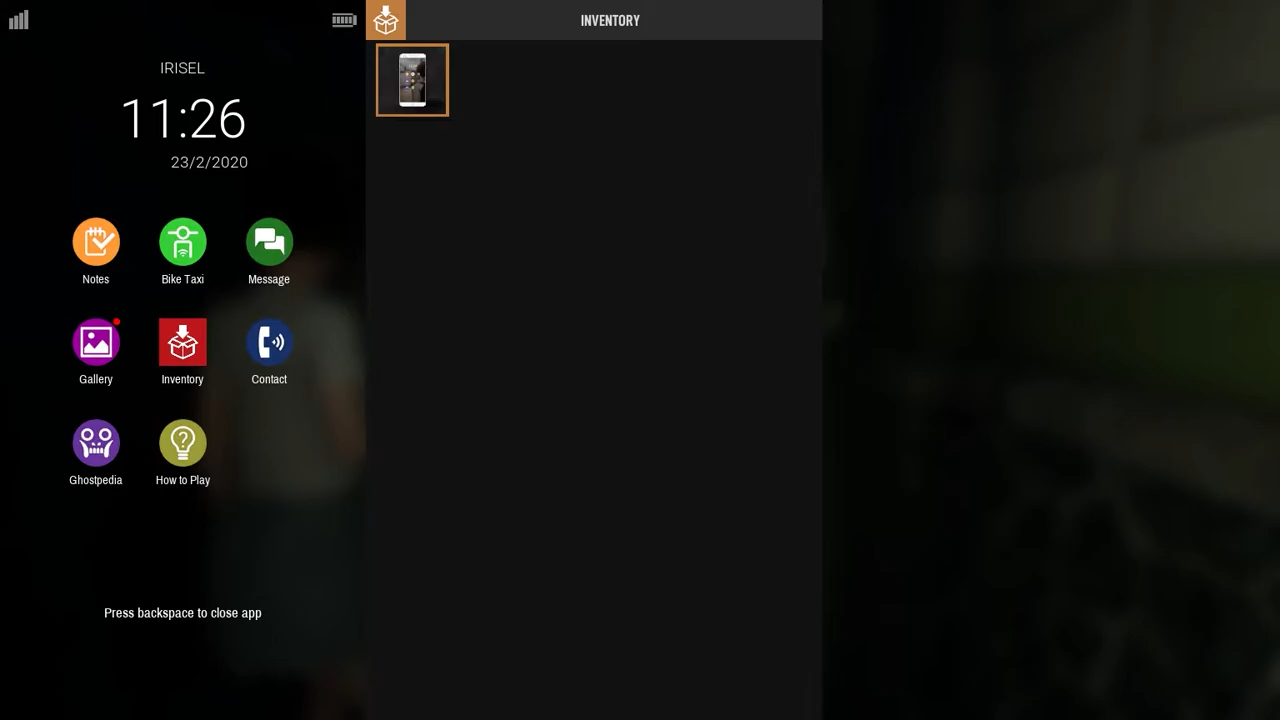 IRISEL
11:26
23/2/2020
Notes
Bike Taxi
Message
Gallery
Inventory
Contact
Ghostpedia
How to Play
Press backspace to close app
INVENTORY